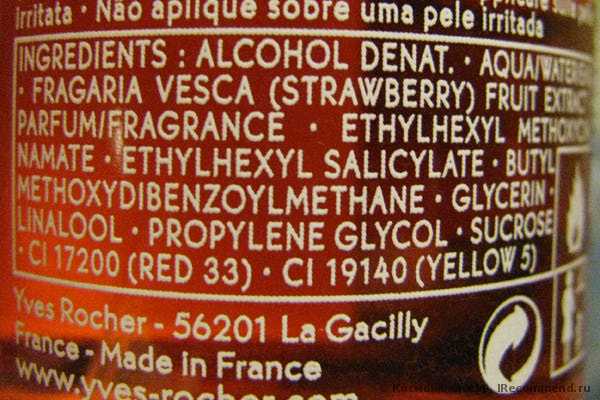 irritata · Não aplique sobre uma pele irritada
INGREDIENTS : ALCOHOL DENAT. · AQUA/WATER
· FRAGARIA VESCA (STRAWBERRY) FRUIT EXTRACT
PARFUM/FRAGRANCE · ETHYLHEXYL METHOXYCIN
NAMATE · ETHYLHEXYL SALICYLATE · BUTYL
METHOXYDIBENZOYLMETHANE · GLYCERIN ·
LINALOOL · PROPYLENE GLYCOL · SUCROSE
· CI 17200 (RED 33) · CI 19140 (YELLOW 5)
Yves Rocher - 56201 La Gacilly
France - Made in France
www.yves-rocher.com
IRecommend.ru